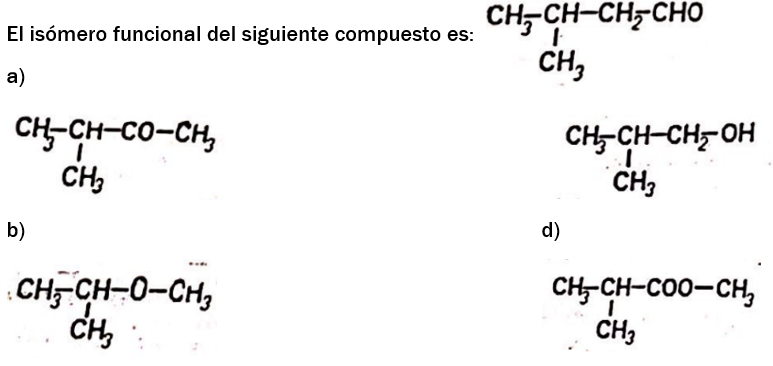 El isómero funcional del siguiente compuesto es:
CH₃-CH-CH₂-CHO
CH₃
a)
CH₃-CH-CO-CH₃
CH₃
CH₃-CH-CH₂-OH
CH₃
b)
CH₃-CH-O-CH₃
CH₃
d)
CH₃-CH-COO-CH₃
CH₃